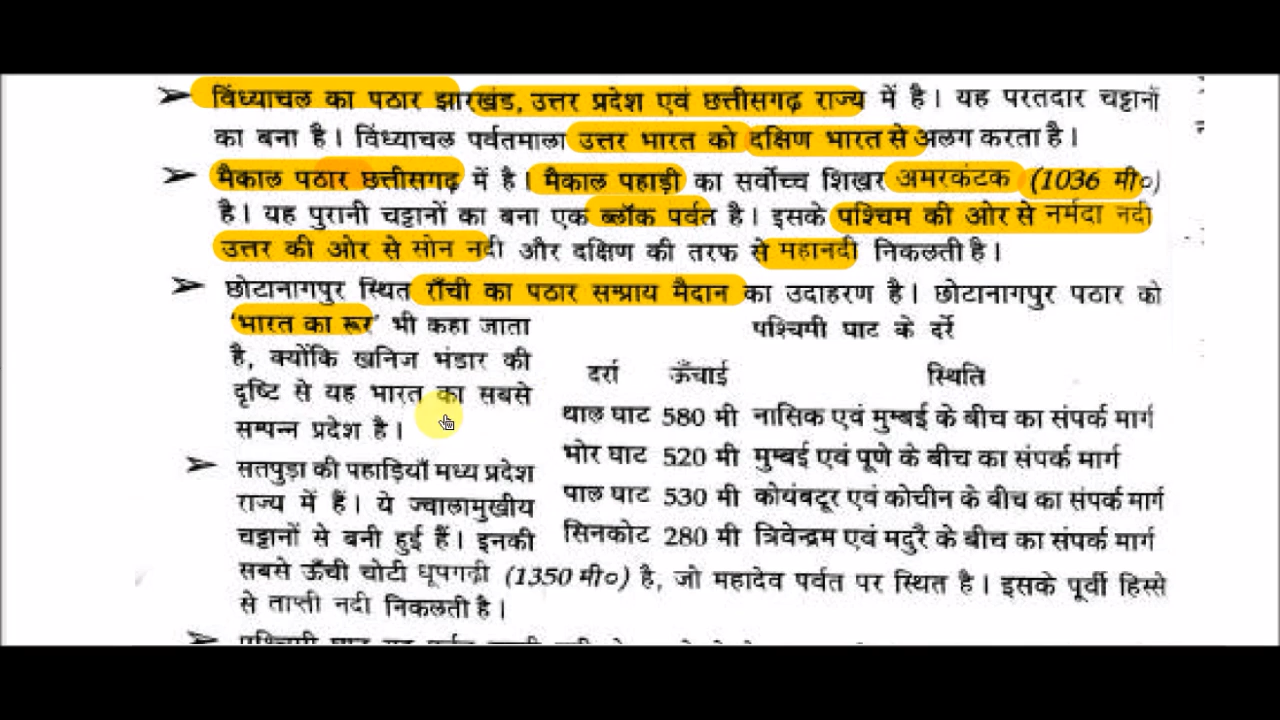 ➢ विंध्याचल का पठार झारखंड, उत्तर प्रदेश एवं छत्तीसगढ़ राज्य में है। यह परतदार चट्टानों
का बना है। विंध्याचल पर्वतमाला उत्तर भारत को दक्षिण भारत से अलग करता है।
➢ मैकाल पठार छत्तीसगढ़ में है। मैकाल पहाड़ी का सर्वोच्च शिखर अमरकंटक (1036 मी०)
है। यह पुरानी चट्टानों का बना एक ब्लॉक पर्वत है। इसके पश्चिम की ओर से नर्मदा नदी
उत्तर की ओर से सोन नदी और दक्षिण की तरफ से महानदी निकलती है।
➢ छोटानागपुर स्थित राँची का पठार सम्प्राय मैदान का उदाहरण है। छोटानागपुर पठार को
'भारत का रूर' भी कहा जाता
है, क्योंकि खनिज भंडार की
दृष्टि से यह भारत का सबसे
सम्पन्न प्रदेश है।
पश्चिमी घाट के दर्रे
दर्रा ऊँचाई स्थिति
थाल घाट 580 मी नासिक एवं मुम्बई के बीच का संपर्क मार्ग
भोर घाट 520 मी मुम्बई एवं पूणे के बीच का संपर्क मार्ग
पाल घाट 530 मी कोयंबटूर एवं कोचीन के बीच का संपर्क मार्ग
सिनकोट 280 मी त्रिवेन्द्रम एवं मदुरै के बीच का संपर्क मार्ग
➢ सतपुड़ा की पहाड़ियाँ मध्य प्रदेश
राज्य में हैं। ये ज्वालामुखीय
चट्टानों से बनी हुई हैं। इनकी
सबसे ऊँची चोटी धूपगढ़ी (1350 मी०) है, जो महादेव पर्वत पर स्थित है। इसके पूर्वी हिस्से
से ताप्ती नदी निकलती है।